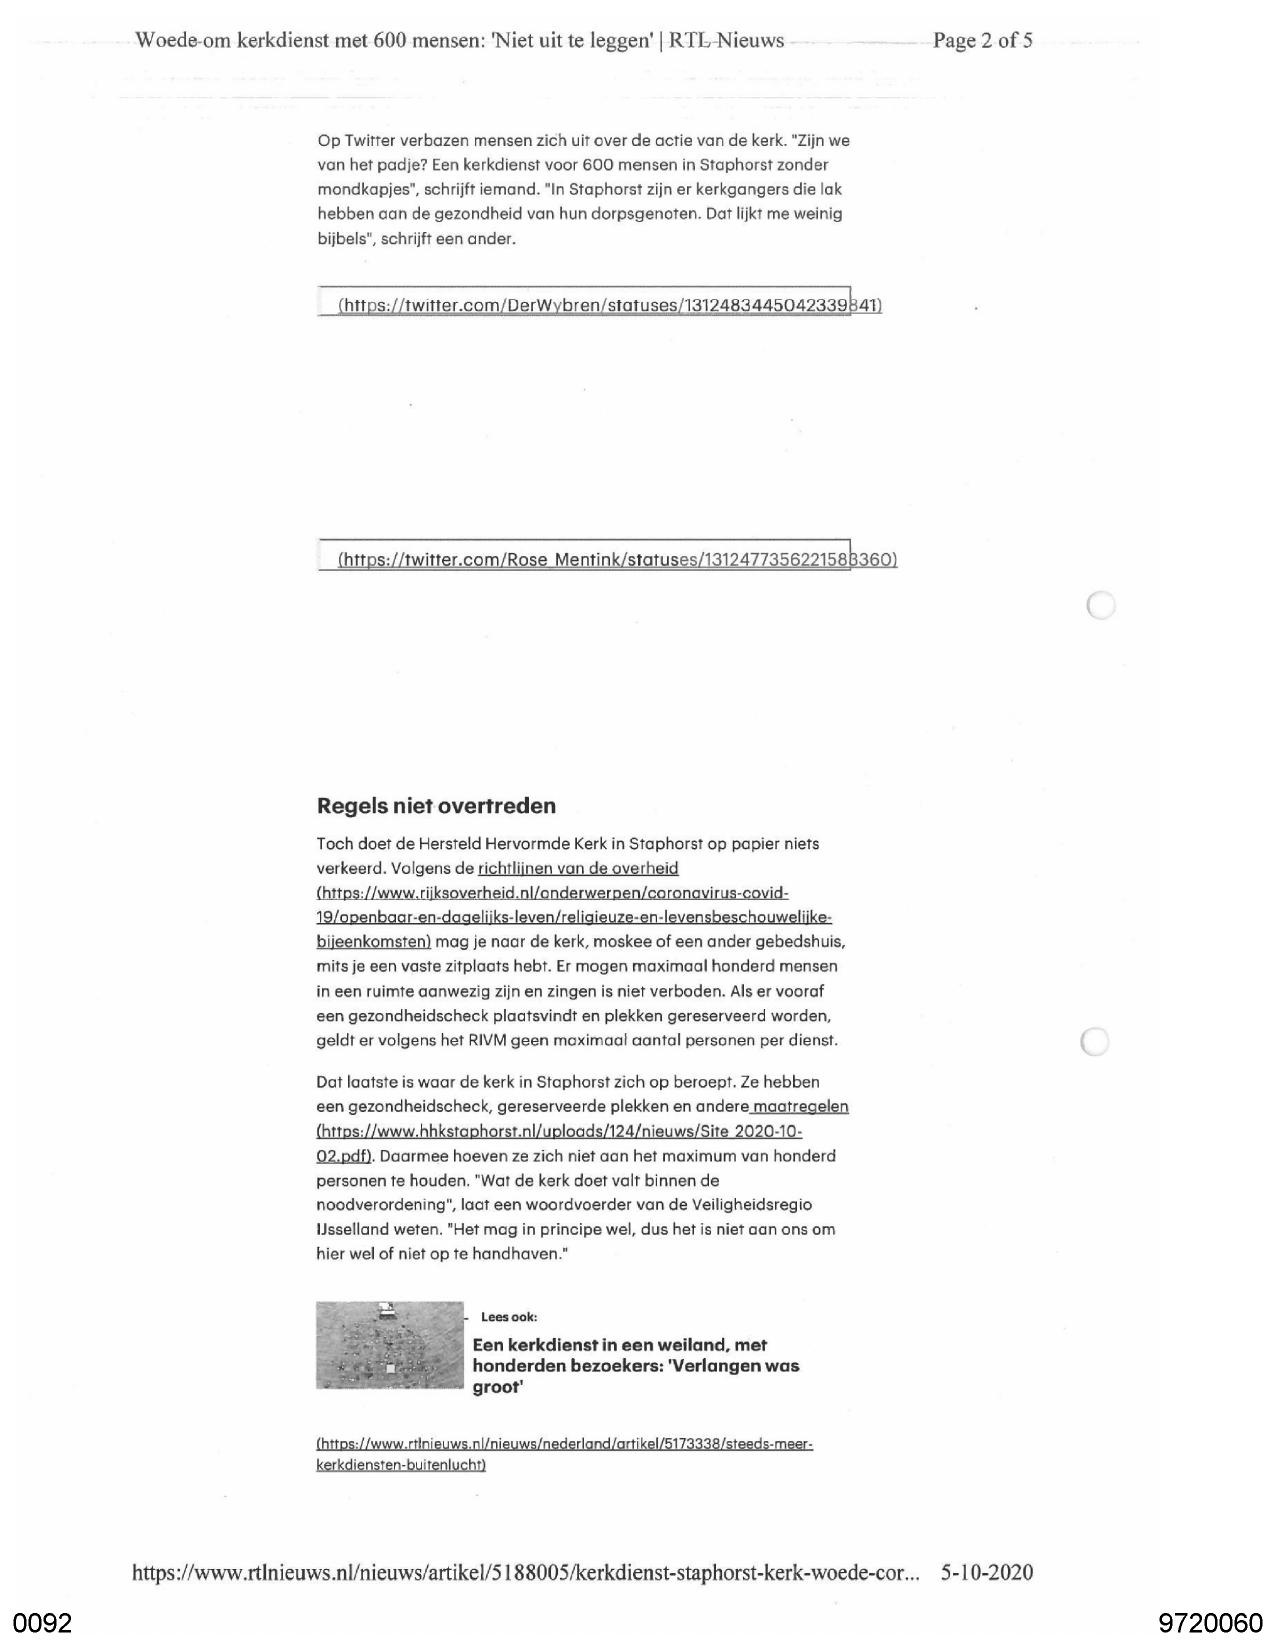 Woede om kerkdienst met 600 mensen: 'Niet uit te leggen' | RTL Nieuws Page 2 of 5
Op Twitter verbazen mensen zich uit over de actie van de kerk. "Zijn we
van het padje? Een kerkdienst voor 600 mensen in Staphorst zonder
mondkapjes", schrijft iemand. "In Staphorst zijn er kerkgangers die lak
hebben aan de gezondheid van hun dorpsgenoten. Dat lijkt me weinig
bijbels", schrijft een ander.
(https://twitter.com/DerWybren/statuses/1312483445042339841)
(https://twitter.com/Rose_Mentink/statuses/1312477356221583360)
Regels niet overtreden
Toch doet de Hersteld Hervormde Kerk in Staphorst op papier niets
verkeerd. Volgens de richtlijnen van de overheid
(https://www.rijksoverheid.nl/onderwerpen/coronavirus-covid-
19/openbaar-en-dagelijks-leven/religieuze-en-levensbeschouwelijke-
bijeenkomsten) mag je naar de kerk, moskee of een ander gebedshuis,
mits je een vaste zitplaats hebt. Er mogen maximaal honderd mensen
in een ruimte aanwezig zijn en zingen is niet verboden. Als er vooraf
een gezondheidscheck plaatsvindt en plekken gereserveerd worden,
geldt er volgens het RIVM geen maximaal aantal personen per dienst.
Dat laatste is waar de kerk in Staphorst zich op beroept. Ze hebben
een gezondheidscheck, gereserveerde plekken en andere maatregelen
(https://www.hhkstaphorst.nl/uploads/124/nieuws/Site_2020-10-
02.pdf). Daarmee hoeven ze zich niet aan het maximum van honderd
personen te houden. "Wat de kerk doet valt binnen de
noodverordening", laat een woordvoerder van de Veiligheidsregio
IJsselland weten. "Het mag in principe wel, dus het is niet aan ons om
hier wel of niet op te handhaven."
Lees ook:
Een kerkdienst in een weiland, met
honderden bezoekers: 'Verlangen was
groot'
(https://www.rtlnieuws.nl/nieuws/nederland/artikel/5173338/steeds-meer-
kerkdiensten-buitenlucht)
https://www.rtlnieuws.nl/nieuws/artikel/5188005/kerkdienst-staphorst-kerk-woede-cor... 5-10-2020
0092 9720060